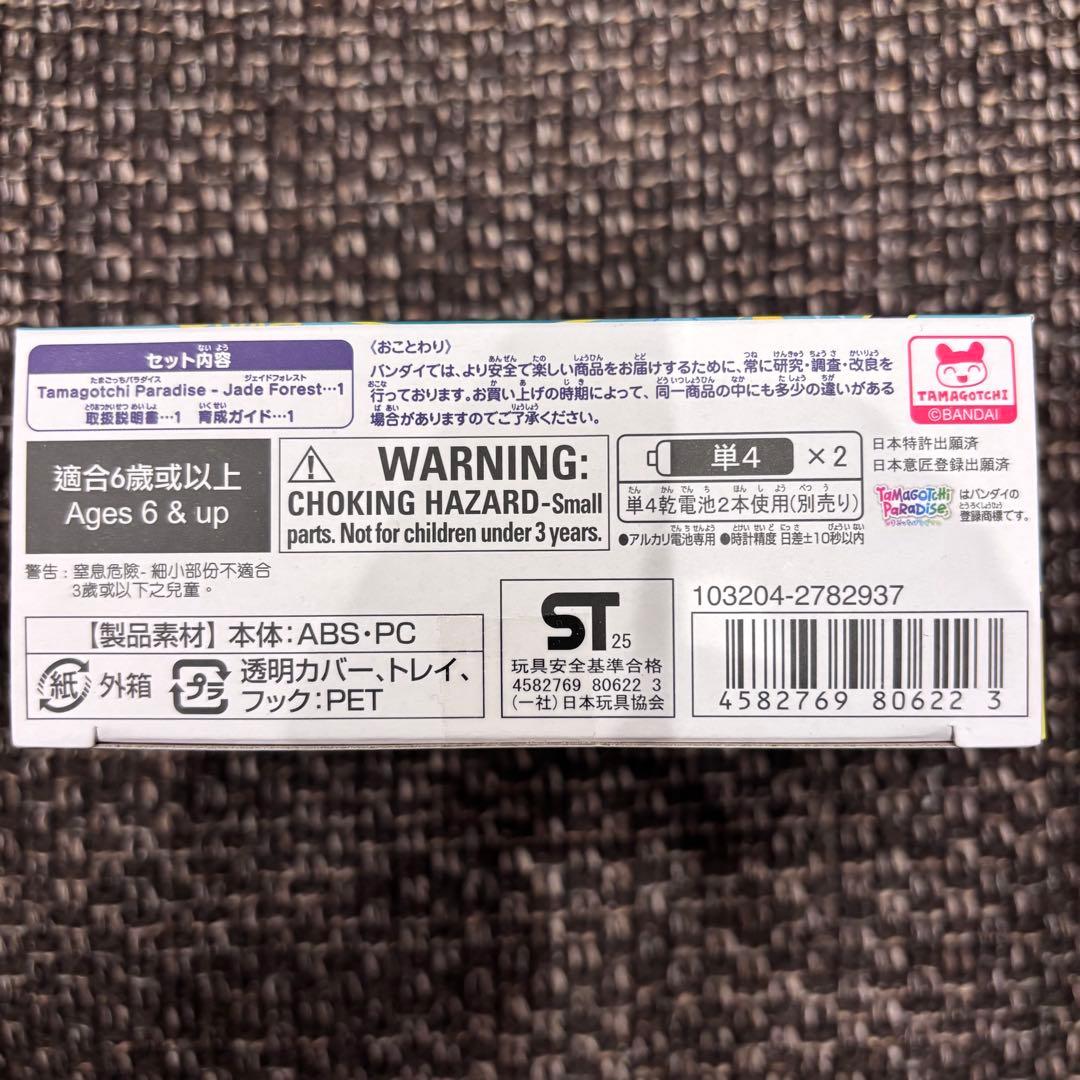 セット内容
Tamagotchi Paradise - Jade Forest…1
取扱説明書…1 育成ガイド…1
〈おことわり〉
バンダイでは、より安全で楽しい商品をお届けするために、常に研究・調査・改良を
行っております。お買い上げの時期によって、同一商品の中にも多少の違いがある
場合がありますのでご了承ください。
TAMAGOTCHI
©BANDAI
適合6歳或以上
Ages 6 & up
警告：窒息危險- 細小部份不適合
3歲或以下之兒童。
WARNING:
CHOKING HAZARD-Small
parts. Not for children under 3 years.
単4 ×2
単4乾電池2本使用(別売り)
●アルカリ電池専用 ●時計精度 日差±10秒以内
日本特許出願済
日本意匠登録出願済
TAMAGOTCHI PARADISE はバンダイの
登録商標です。
【製品素材】本体：ABS・PC
紙 外箱
プラ 透明カバー、トレイ、
フック：PET
ST 25
玩具安全基準合格
4582769 80622 3
(一社)日本玩具協会
103204-2782937
4582769 80622 3